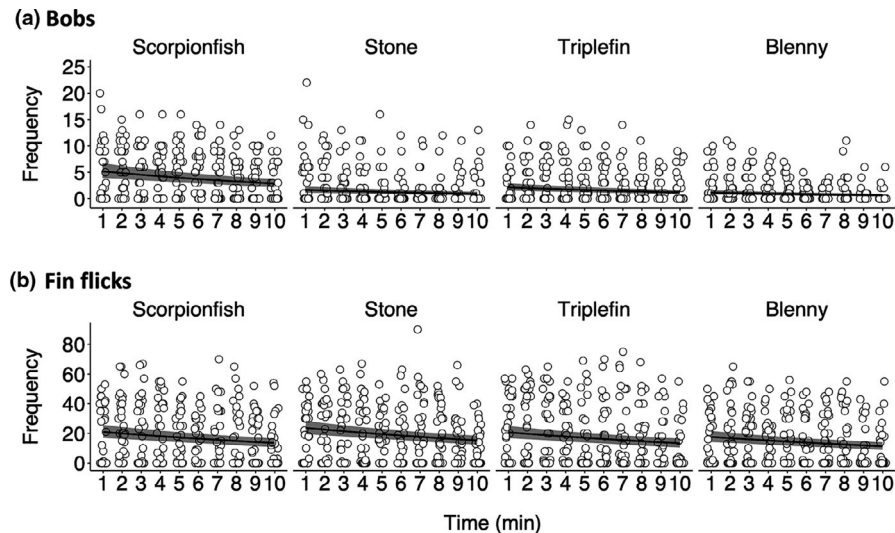 (a) Bobs
Scorpionfish Stone Triplefin Blenny
25
20
15
10
5
0
Frequency
1 2 3 4 5 6 7 8 9 10 1 2 3 4 5 6 7 8 9 10 1 2 3 4 5 6 7 8 9 10 1 2 3 4 5 6 7 8 9 10
(b) Fin flicks
Scorpionfish Stone Triplefin Blenny
80
60
40
20
0
Frequency
1 2 3 4 5 6 7 8 9 10 1 2 3 4 5 6 7 8 9 10 1 2 3 4 5 6 7 8 9 10 1 2 3 4 5 6 7 8 9 10
Time (min)